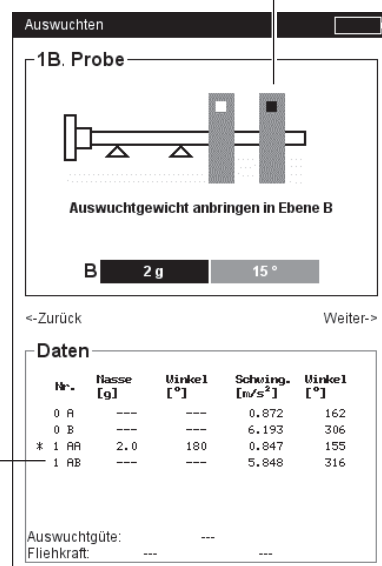 Auswuchten
1B. Probe
Auswuchtgewicht anbringen in Ebene B
B 2 g 15 °
<-Zurück Weiter->
Daten
Nr. Masse Winkel Schwing. Winkel
[g] [°] [m/s²] [°]
0 A --- --- 0.872 162
0 B --- --- 6.193 306
* 1 AA 2.0 180 0.847 155
1 AB --- --- 5.848 316
Auswuchtgüte: ---
Fliehkraft: --- ---